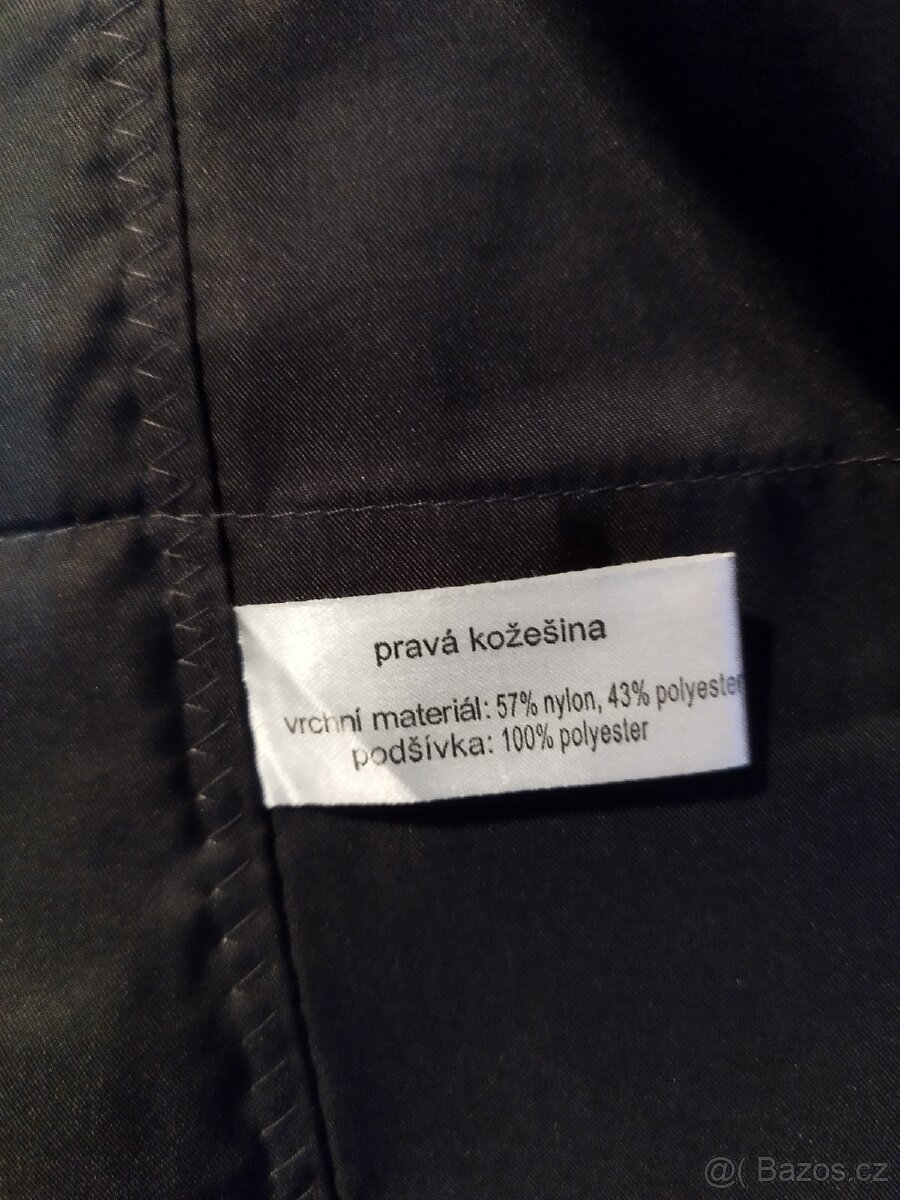 pravá kožešina
vrchní materiál: 57% nylon, 43% polyester
podšívka: 100% polyester
@( Bazos.cz